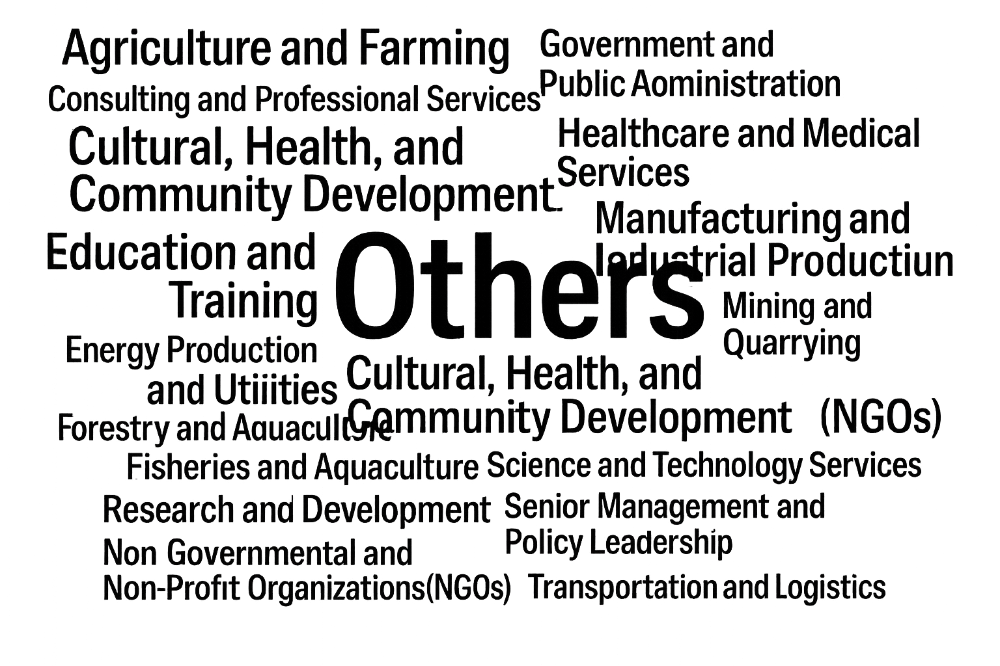 Agriculture and Farming
Government and
Public Aoministration
Consulting and Professional Services
Cultural, Health, and
Community Development.
Healthcare and Medical
Services
Manufacturing and
Industrial Productiun
Education and
Training
Others
Mining and
Quarrying
Energy Production
and Utiiities
Cultural, Health, and
Community Development (NGOs)
Forestry and Aquaculture
Fisheries and Aquaculture
Science and Technology Services
Research and Development
Senior Management and
Policy Leadership
Non Governmental and
Non-Profit Organizations(NGOs)
Transportation and Logistics